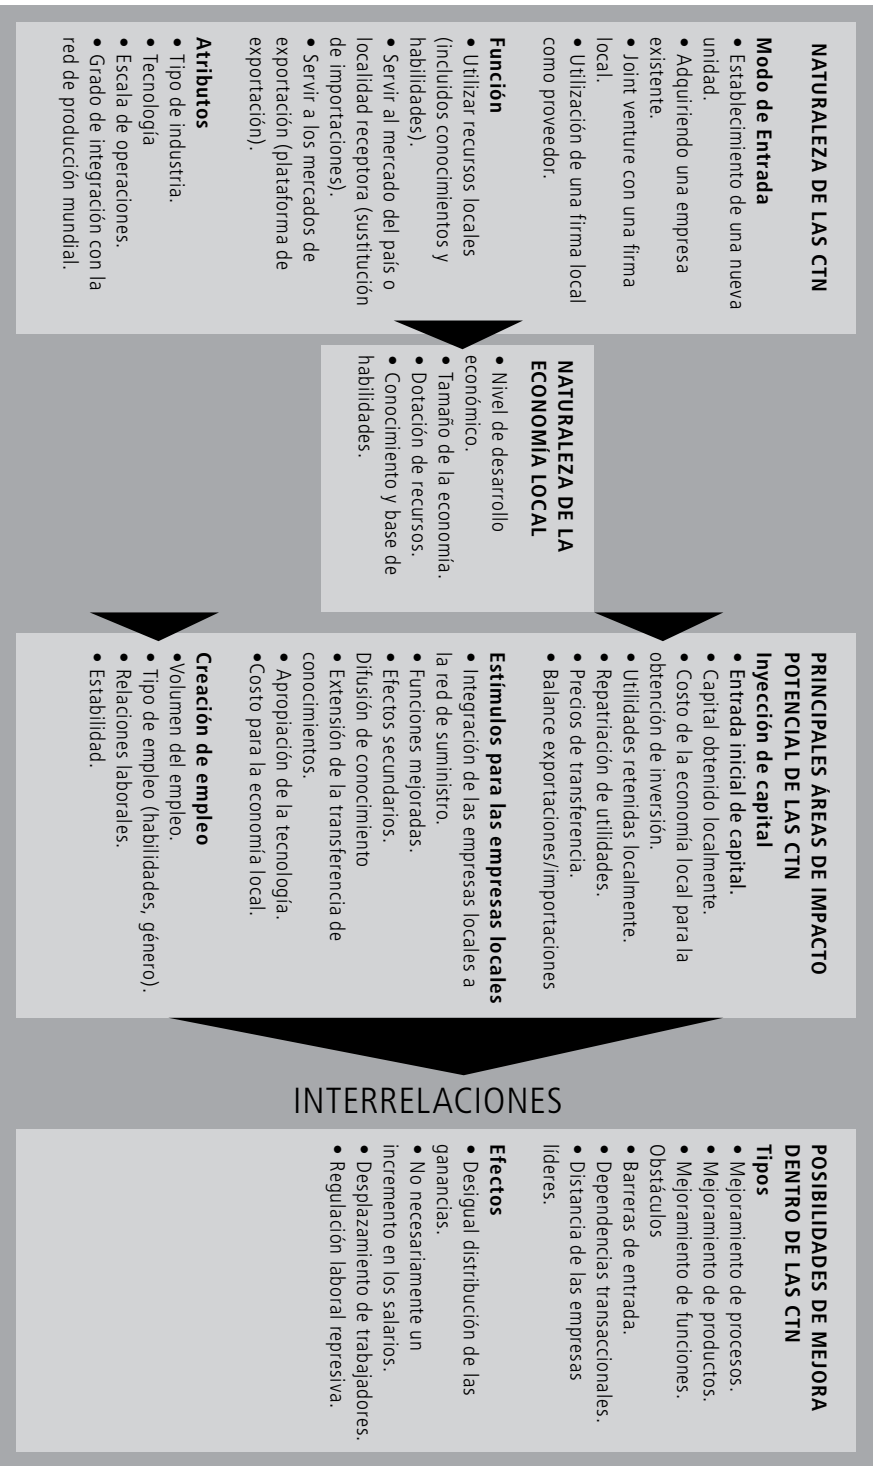 NATURALEZA DE LAS CTN
Modo de Entrada
• Establecimiento de una nueva
unidad.
• Adquiriendo una empresa
existente.
• Joint venture con una firma
local.
• Utilización de una firma local
como proveedor.
Función
• Utilizar recursos locales
(incluidos conocimientos y
habilidades).
• Servir al mercado del país o
localidad receptora (sustitución
de importaciones).
• Servir a los mercados de
exportación (plataforma de
exportación).
Atributos
• Tipo de industria.
• Tecnología
• Escala de operaciones.
• Grado de integración con la
red de producción mundial.
NATURALEZA DE LA
ECONOMÍA LOCAL
• Nivel de desarrollo
económico.
• Tamaño de la economía.
• Dotación de recursos.
• Conocimiento y base de
habilidades.
PRINCIPALES ÁREAS DE IMPACTO
POTENCIAL DE LAS CTN
Inyección de capital
• Entrada inicial de capital.
• Capital obtenido localmente.
• Costo de la economía local para la
obtención de inversión.
• Utilidades retenidas localmente.
• Repatriación de utilidades.
• Precios de transferencia.
• Balance exportaciones/importaciones
Estímulos para las empresas locales
• Integración de las empresas locales a
la red de suministro.
• Funciones mejoradas.
• Efectos secundarios.
Difusión de conocimiento
• Extensión de la transferencia de
conocimientos.
• Apropiación de la tecnología.
•Costo para la economía local.
Creación de empleo
•Volumen del empleo.
• Tipo de empleo (habilidades, género).
• Relaciones laborales.
• Estabilidad.
INTERRELACIONES
POSIBILIDADES DE MEJORA
DENTRO DE LAS CTN
Tipos
• Mejoramiento de procesos.
• Mejoramiento de productos.
• Mejoramiento de funciones.
Obstáculos
• Barreras de entrada.
• Dependencias transaccionales.
• Distancia de las empresas
líderes.
Efectos
• Desigual distribución de las
ganancias.
• No necesariamente un
incremento en los salarios.
• Desplazamiento de trabajadores.
• Regulación laboral represiva.